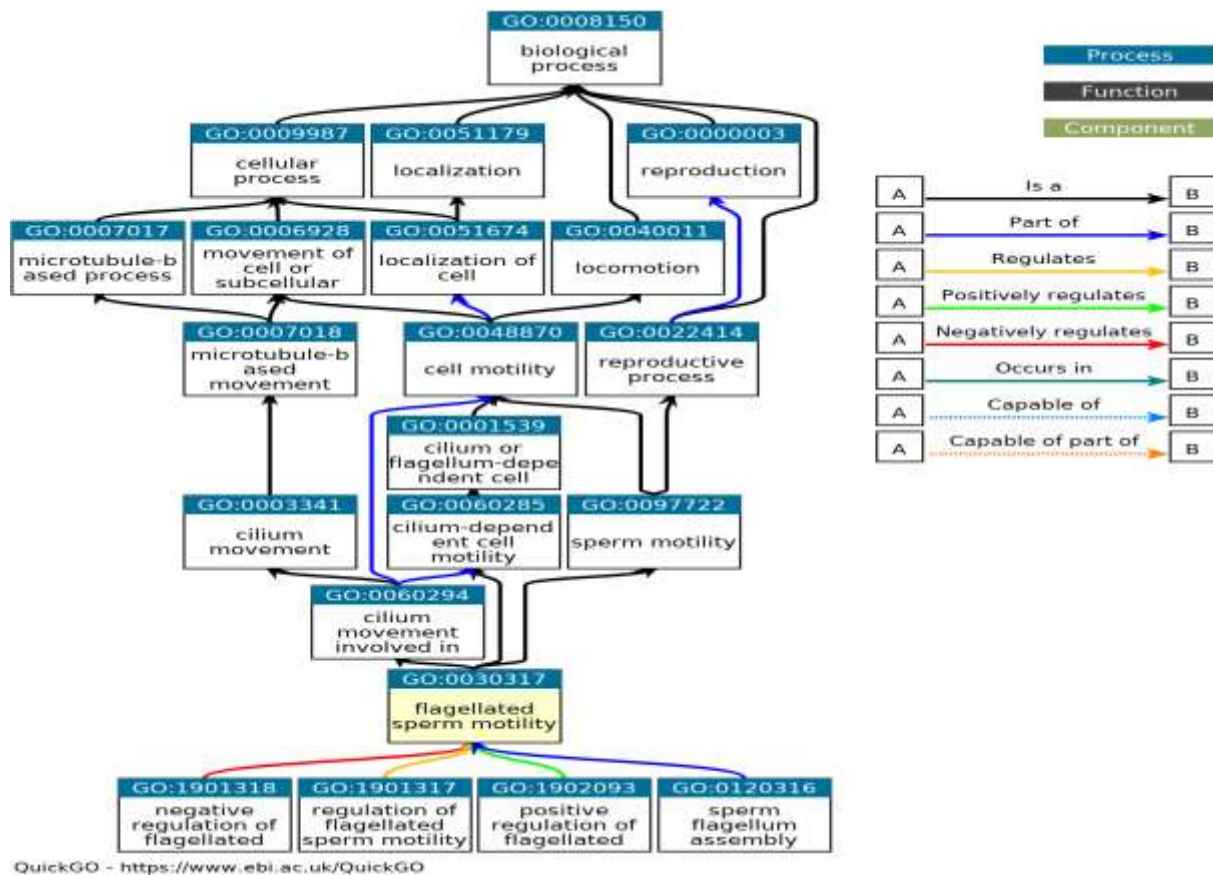 GO:0008150
biological
process
Process
Function
Component
GO:0009987
cellular
process
GO:0051179
localization
GO:0000003
reproduction
A Is a B
A Part of B
A Regulates B
A Positively regulates B
A Negatively regulates B
A Occurs in B
A Capable of B
A Capable of part of B
GO:0007017
microtubule-b
ased process
GO:0006928
movement of
cell or
subcellular
GO:0051674
localization of
cell
GO:0040011
locomotion
GO:0007018
microtubule-b
ased
movement
GO:0048870
cell motility
GO:0022414
reproductive
process
GO:0001539
cilium or
flagellum-depe
ndent cell
GO:0003341
cilium
movement
GO:0060285
cilium-depend
ent cell
motility
GO:0097722
sperm motility
GO:0060294
cilium
movement
involved in
GO:0030317
flagellated
sperm motility
GO:1901318
negative
regulation of
flagellated
GO:1901317
regulation of
flagellated
sperm motility
GO:1902093
positive
regulation of
flagellated
GO:0120316
sperm
flagellum
assembly
QuickGO - https://www.ebi.ac.uk/QuickGO